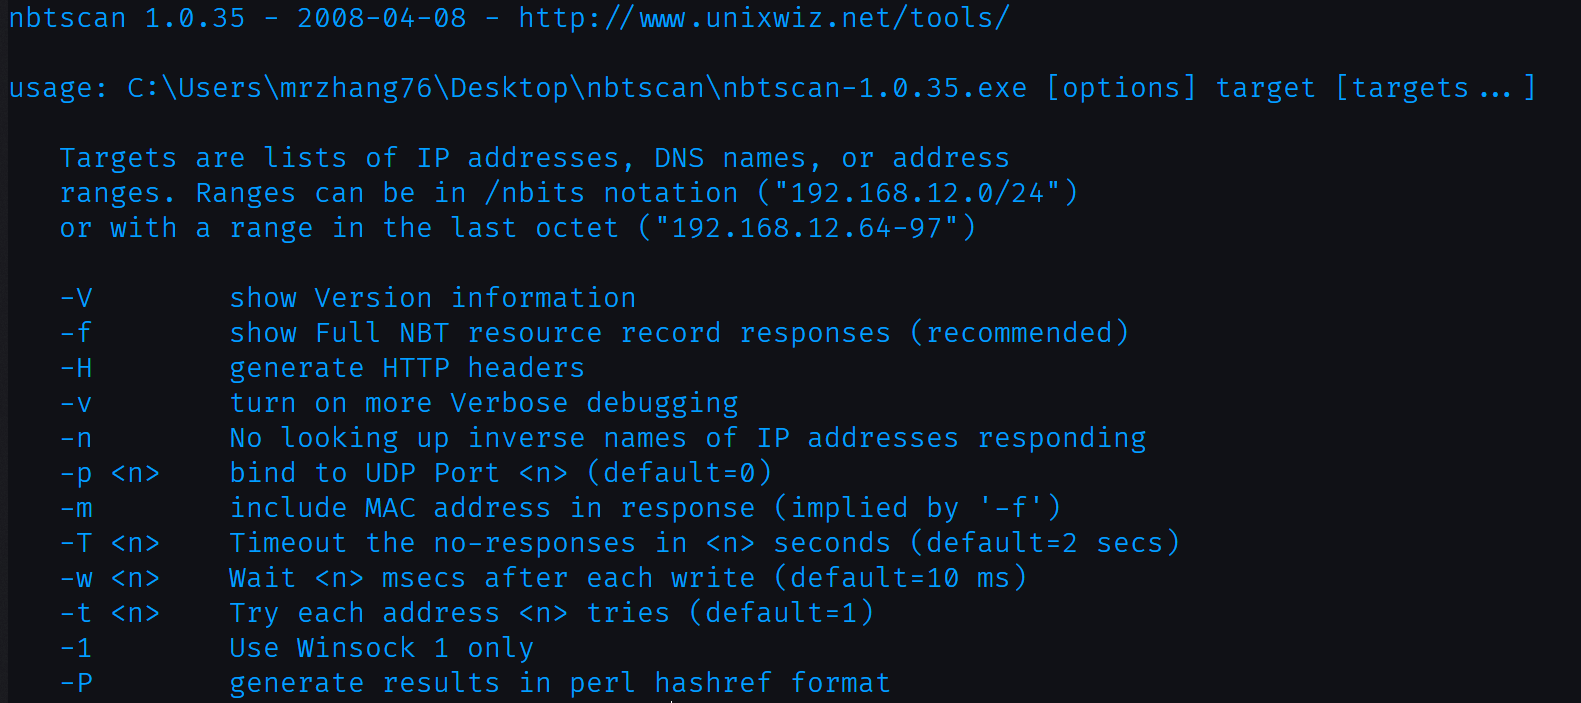 nbtscan 1.0.35 - 2008-04-08 - http://www.unixwiz.net/tools/
usage: C:\Users\mrzhang76\Desktop\nbtscan\nbtscan-1.0.35.exe [options] target [targets...]
Targets are lists of IP addresses, DNS names, or address
ranges. Ranges can be in /nbits notation ("192.168.12.0/24")
or with a range in the last octet ("192.168.12.64-97")
-V        show Version information
-f        show Full NBT resource record responses (recommended)
-H        generate HTTP headers
-v        turn on more Verbose debugging
-n        No looking up inverse names of IP addresses responding
-p <n>    bind to UDP Port <n> (default=0)
-m        include MAC address in response (implied by '-f')
-T <n>    Timeout the no-responses in <n> seconds (default=2 secs)
-w <n>    Wait <n> msecs after each write (default=10 ms)
-t <n>    Try each address <n> tries (default=1)
-1        Use Winsock 1 only
-P        generate results in perl hashref format